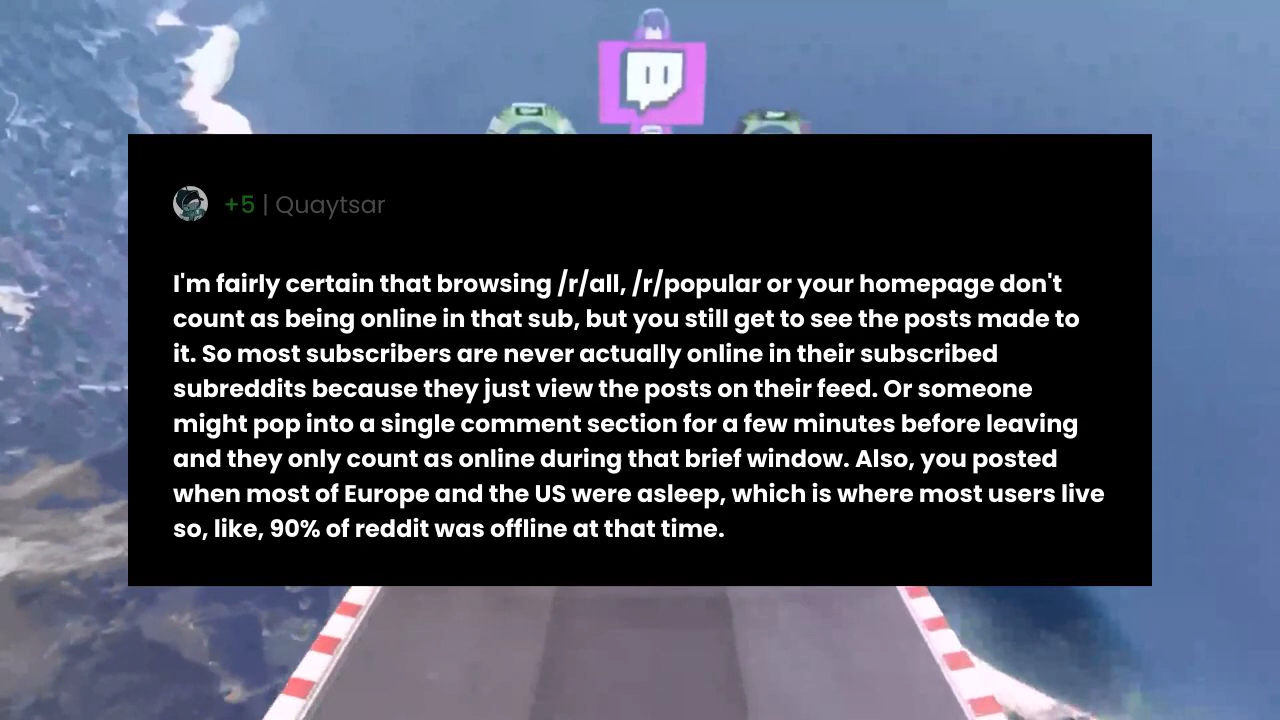 +5 | Quaytsar
I'm fairly certain that browsing /r/all, /r/popular or your homepage don't
count as being online in that sub, but you still get to see the posts made to
it. So most subscribers are never actually online in their subscribed
subreddits because they just view the posts on their feed. Or someone
might pop into a single comment section for a few minutes before leaving
and they only count as online during that brief window. Also, you posted
when most of Europe and the US were asleep, which is where most users live
so, like, 90% of reddit was offline at that time.